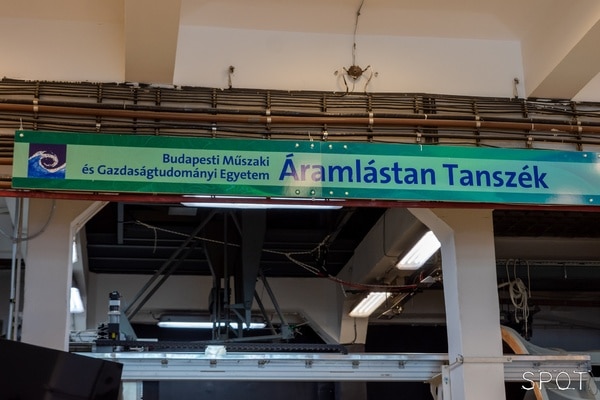 Budapesti Műszaki
és Gazdaságtudományi Egyetem
Áramlástan Tanszék
SPOT